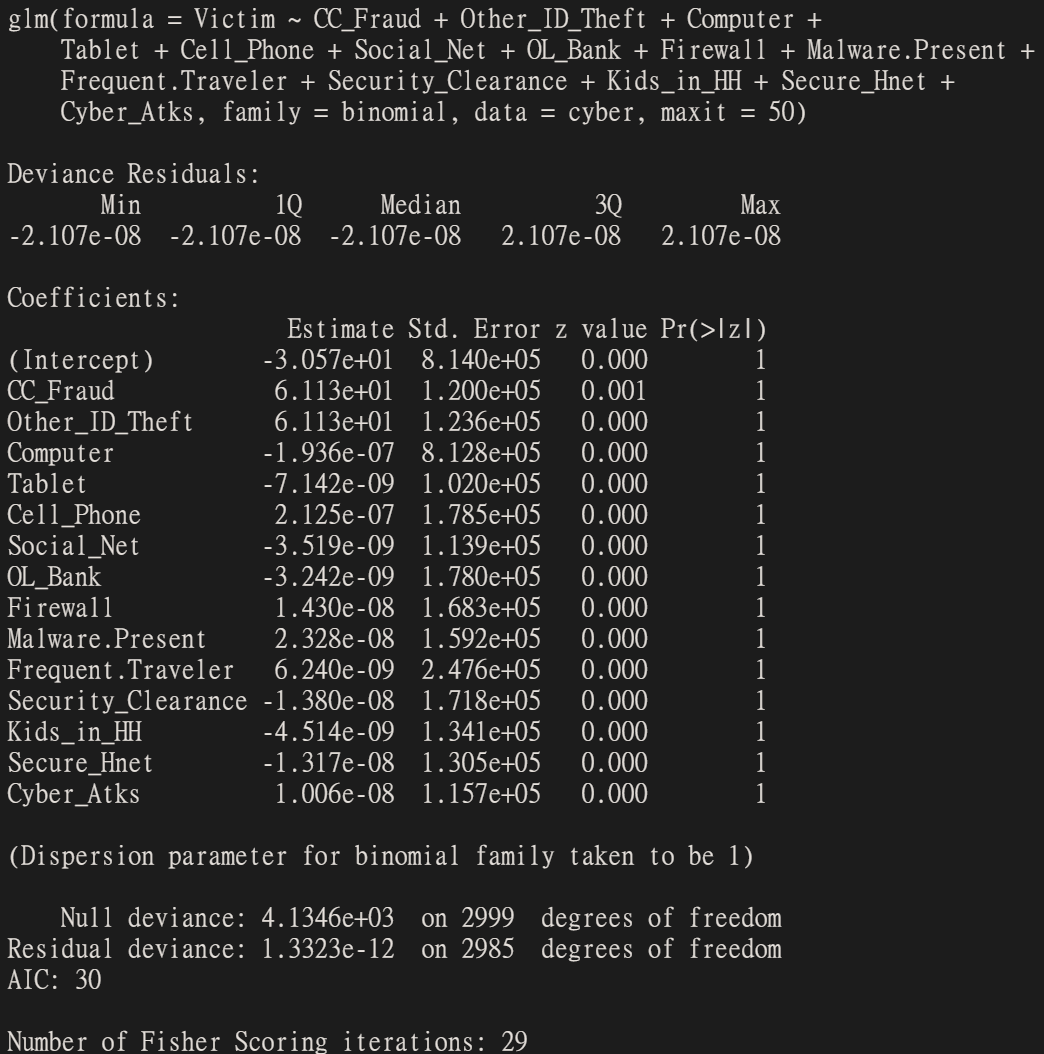 glm(formula = Victim ~ CC_Fraud + Other_ID_Theft + Computer +
    Tablet + Cell_Phone + Social_Net + OL_Bank + Firewall + Malware.Present +
    Frequent.Traveler + Security_Clearance + Kids_in_HH + Secure_Hnet +
    Cyber_Atks, family = binomial, data = cyber, maxit = 50)
Deviance Residuals:
       Min         1Q     Median         3Q        Max
-2.107e-08  -2.107e-08  -2.107e-08   2.107e-08   2.107e-08
Coefficients:
                     Estimate Std. Error z value Pr(>|z|)
(Intercept)        -3.057e+01  8.140e+05   0.000        1
CC_Fraud            6.113e+01  1.200e+05   0.001        1
Other_ID_Theft      6.113e+01  1.236e+05   0.000        1
Computer           -1.936e-07  8.128e+05   0.000        1
Tablet             -7.142e-09  1.020e+05   0.000        1
Cell_Phone          2.125e-07  1.785e+05   0.000        1
Social_Net         -3.519e-09  1.139e+05   0.000        1
OL_Bank            -3.242e-09  1.780e+05   0.000        1
Firewall            1.430e-08  1.683e+05   0.000        1
Malware.Present     2.328e-08  1.592e+05   0.000        1
Frequent.Traveler   6.240e-09  2.476e+05   0.000        1
Security_Clearance -1.380e-08  1.718e+05   0.000        1
Kids_in_HH         -4.514e-09  1.341e+05   0.000        1
Secure_Hnet        -1.317e-08  1.305e+05   0.000        1
Cyber_Atks          1.006e-08  1.157e+05   0.000        1
(Dispersion parameter for binomial family taken to be 1)
    Null deviance: 4.1346e+03  on 2999  degrees of freedom
Residual deviance: 1.3323e-12  on 2985  degrees of freedom
AIC: 30
Number of Fisher Scoring iterations: 29